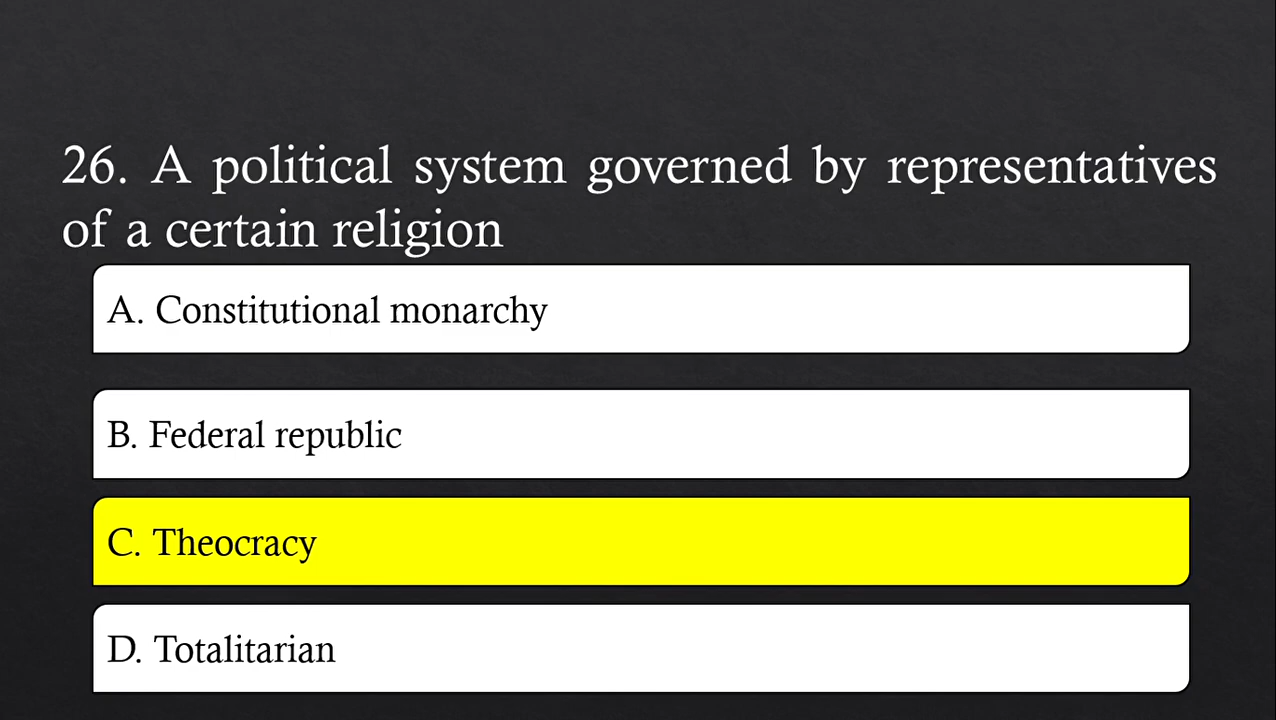 26. A political system governed by representatives
of a certain religion
A. Constitutional monarchy
B. Federal republic
C. Theocracy
D. Totalitarian